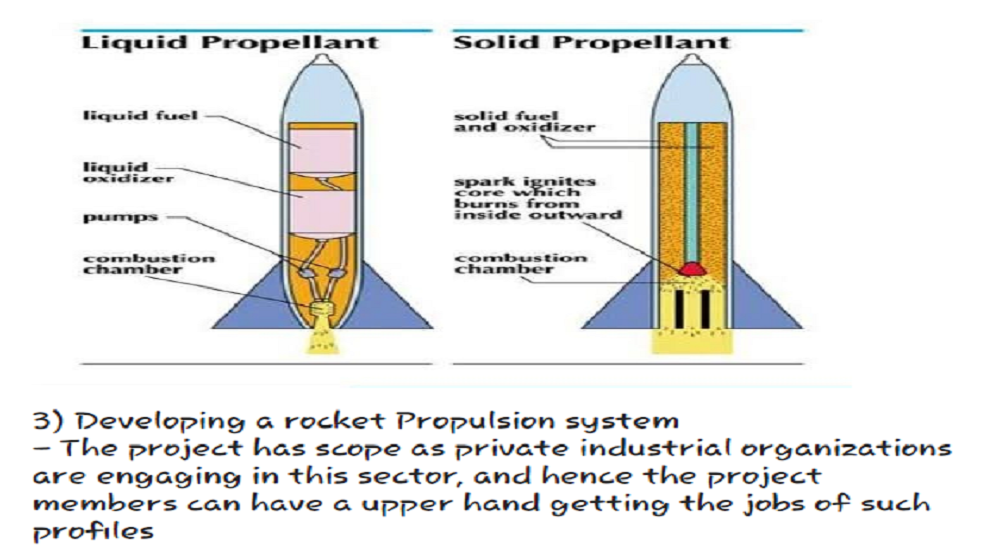 Liquid Propellant
liquid fuel
liquid
oxidizer
pumps
combustion
chamber
Solid Propellant
solid fuel
and oxidizer
spark ignites
core which
burns from
inside outward
combustion
chamber
3) Developing a rocket Propulsion system
- The project has scope as private industrial organizations
are engaging in this sector, and hence the project
members can have a upper hand getting the jobs of such
profiles